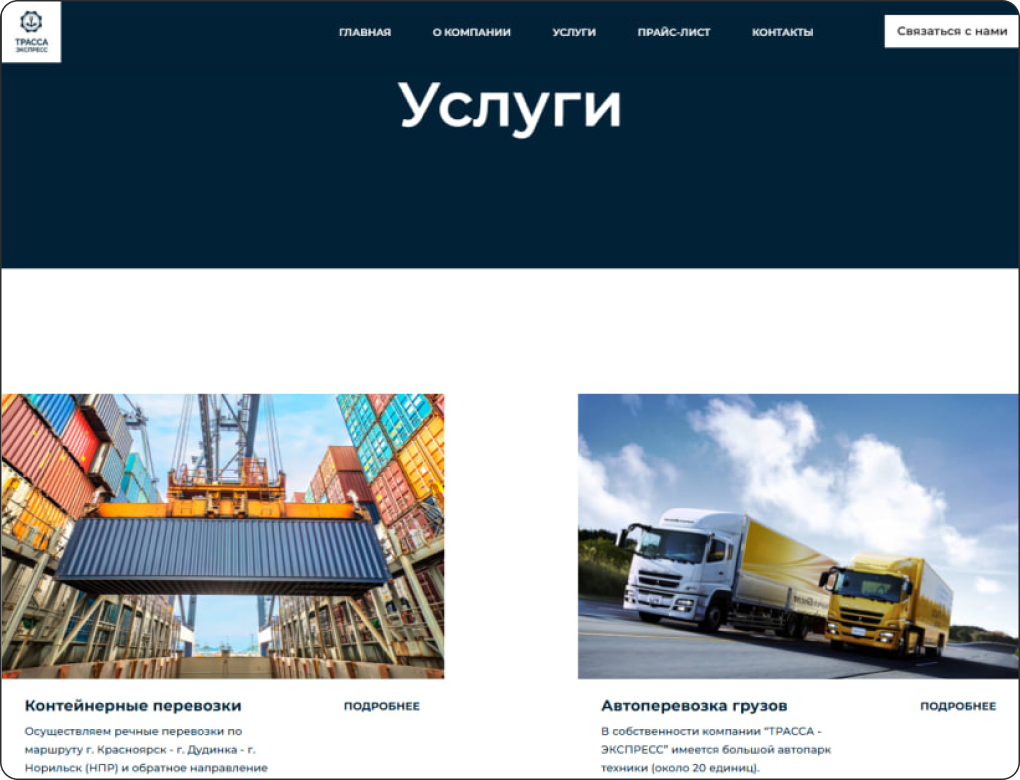 ТРАССА
ЭКСПРЕСС
ГЛАВНАЯ
О КОМПАНИИ
УСЛУГИ
ПРАЙС-ЛИСТ
КОНТАКТЫ
Связаться с нами
Услуги
Контейнерные перевозки
ПОДРОБНЕЕ
Осуществляем речные перевозки по
маршруту г. Красноярск - г. Дудинка - г.
Норильск (НПР) и обратное направление
Автоперевозка грузов
ПОДРОБНЕЕ
В собственности компании “ТРАССА -
ЭКСПРЕСС” имеется большой автопарк
техники (около 20 единиц).